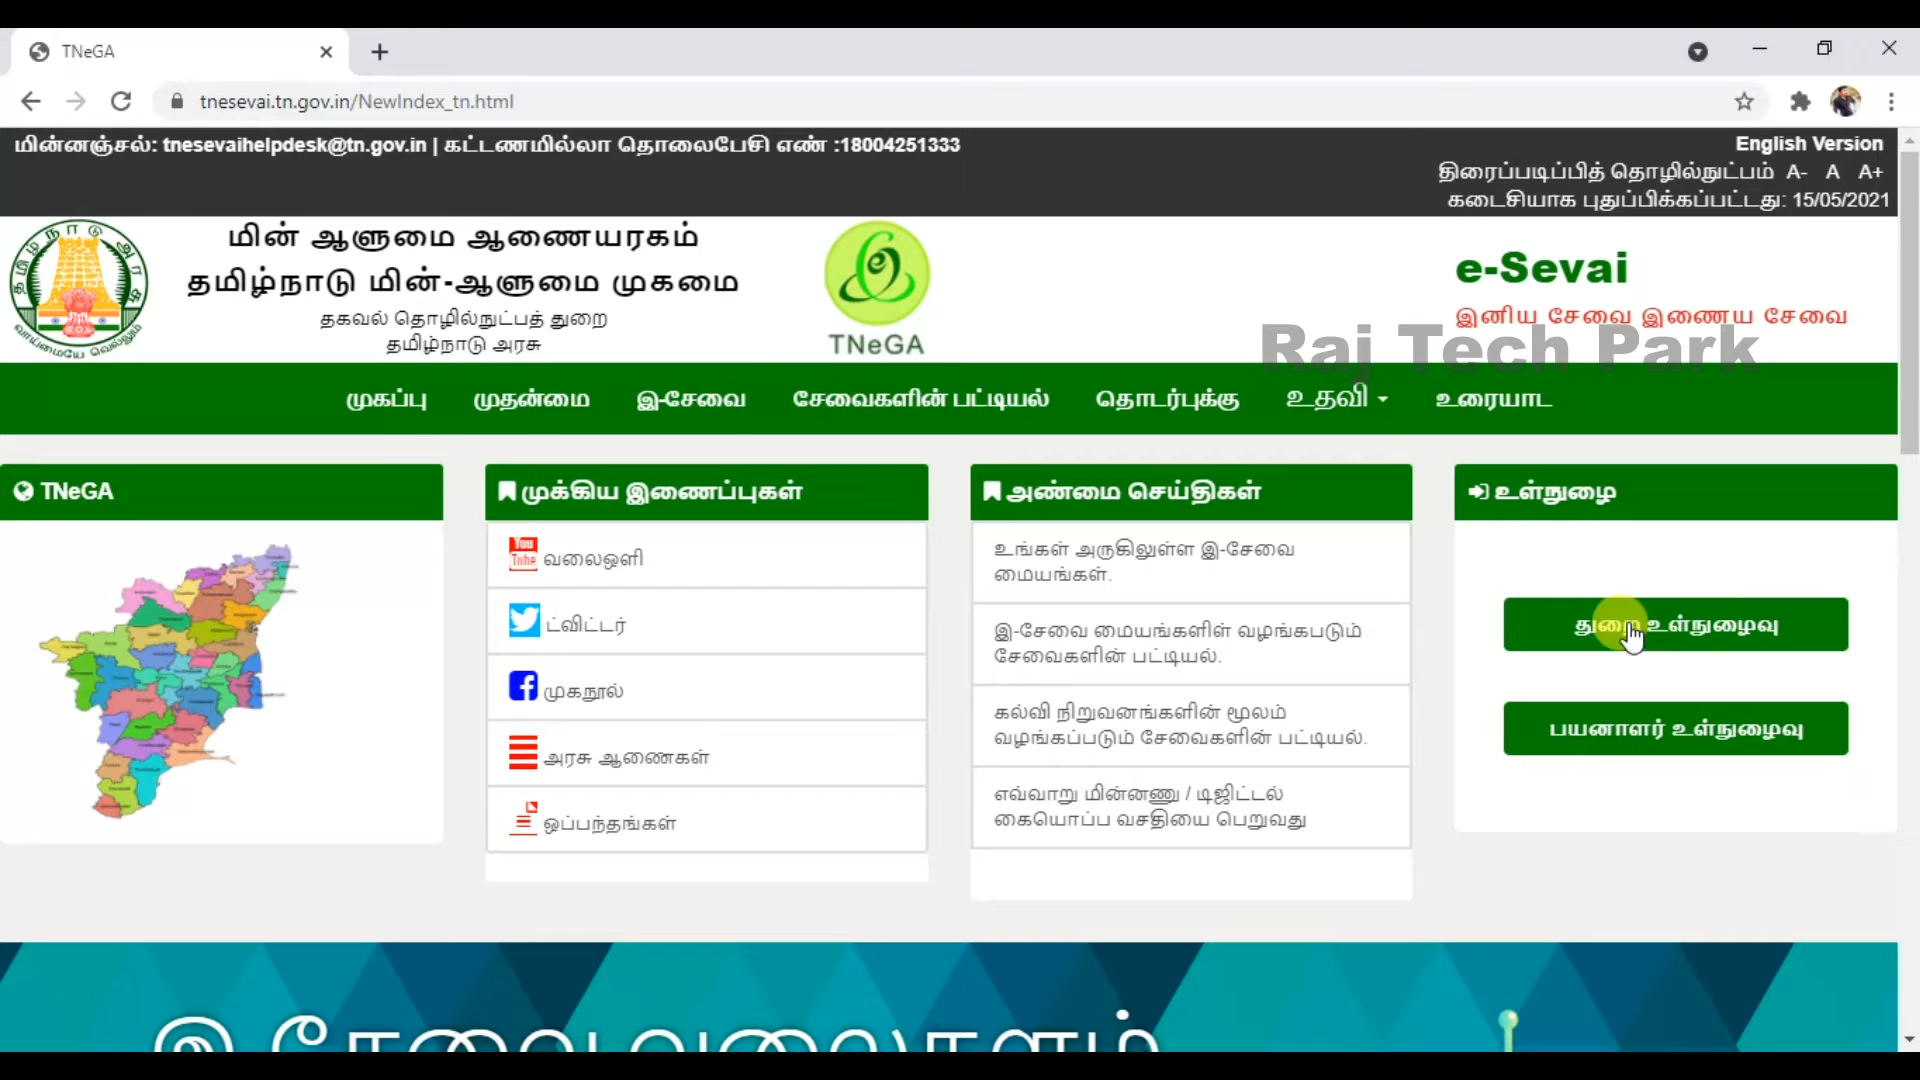 TNeGA
tnesevai.tn.gov.in/NewIndex_tn.html
மின்னஞ்சல்: tnesevaihelpdesk@tn.gov.in | கட்டணமில்லா தொலைபேசி எண் :18004251333
English Version
திரைப்படிப்பித் தொழில்நுட்பம் A- A A+
கடைசியாக புதுப்பிக்கப்பட்டது: 15/05/2021
மின் ஆளுமை ஆணையரகம்
தமிழ்நாடு மின்-ஆளுமை முகமை
தகவல் தொழில்நுட்பத் துறை
தமிழ்நாடு அரசு
தமிழ்நாடு அரசு
வாய்மையே வெல்லும்
TNeGA
e-Sevai
இனிய சேவை இணைய சேவை
Raj Tech Park
முகப்பு முதன்மை இ-சேவை சேவைகளின் பட்டியல் தொடர்புக்கு உதவி உரையாட
TNeGA
முக்கிய இணைப்புகள்
You Tube வலைஒளி
ட்விட்டர்
முகநூல்
அரசு ஆணைகள்
ஒப்பந்தங்கள்
அண்மை செய்திகள்
உங்கள் அருகிலுள்ள இ-சேவை
மையங்கள்.
இ-சேவை மையங்களிள் வழங்கபடும்
சேவைகளின் பட்டியல்.
கல்வி நிறுவனங்களின் மூலம்
வழங்கப்படும் சேவைகளின் பட்டியல்.
எவ்வாறு மின்னணு / டிஜிட்டல்
கையொப்ப வசதியை பெறுவது
உள்நுழை
துறை உள்நுழைவு
பயனாளர் உள்நுழைவு